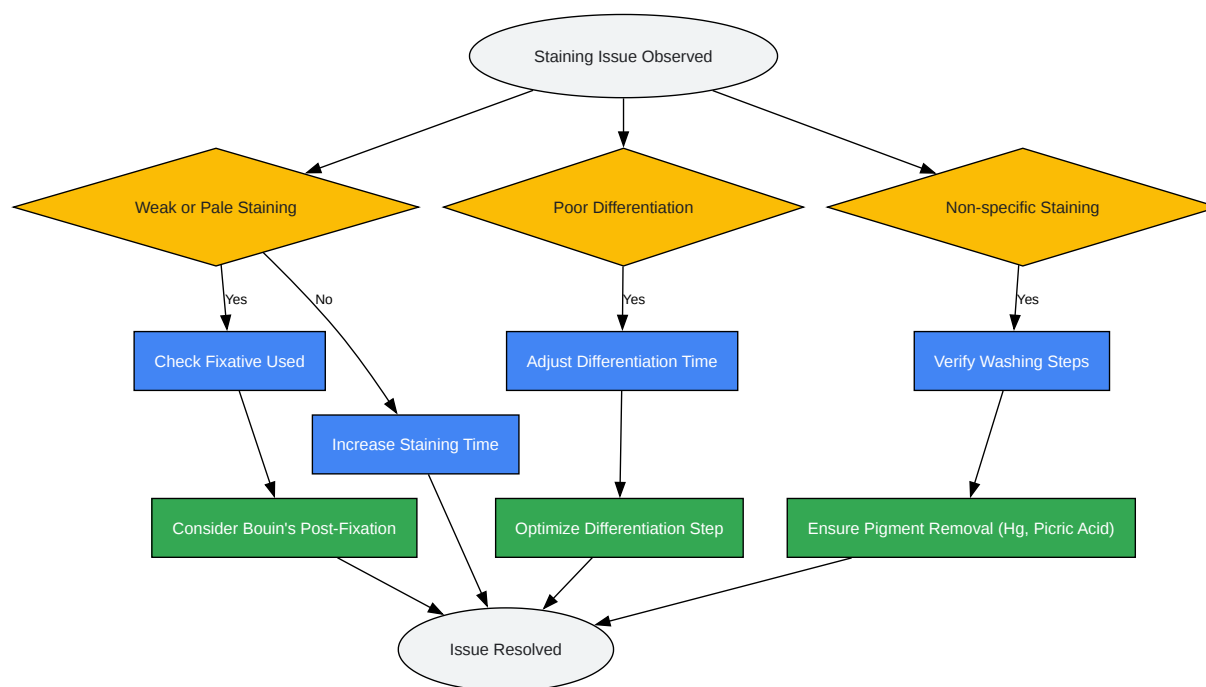 Staining Issue Observed
Weak or Pale Staining
Poor Differentiation
Non-specific Staining
Yes
No
Yes
Yes
Check Fixative Used
Adjust Differentiation Time
Verify Washing Steps
Increase Staining Time
Consider Bouin's Post-Fixation
Optimize Differentiation Step
Ensure Pigment Removal (Hg, Picric Acid)
Issue Resolved